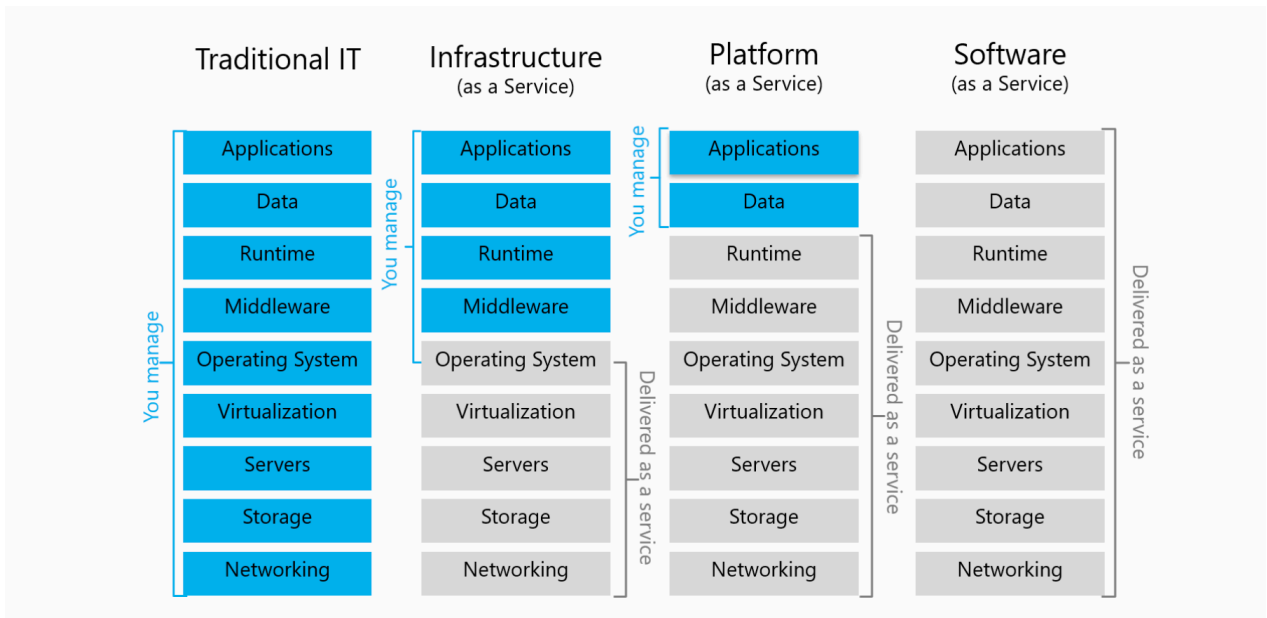 Traditional IT
Infrastructure
(as a Service)
Platform
(as a Service)
Software
(as a Service)
You manage
Applications
Data
Runtime
Middleware
Operating System
Virtualization
Servers
Storage
Networking
You manage
Applications
Data
Runtime
Middleware
Operating System
Virtualization
Servers
Storage
Networking
Delivered as a service
You manage
Applications
Data
Runtime
Middleware
Operating System
Virtualization
Servers
Storage
Networking
Delivered as a service
Applications
Data
Runtime
Middleware
Operating System
Virtualization
Servers
Storage
Networking
Delivered as a service